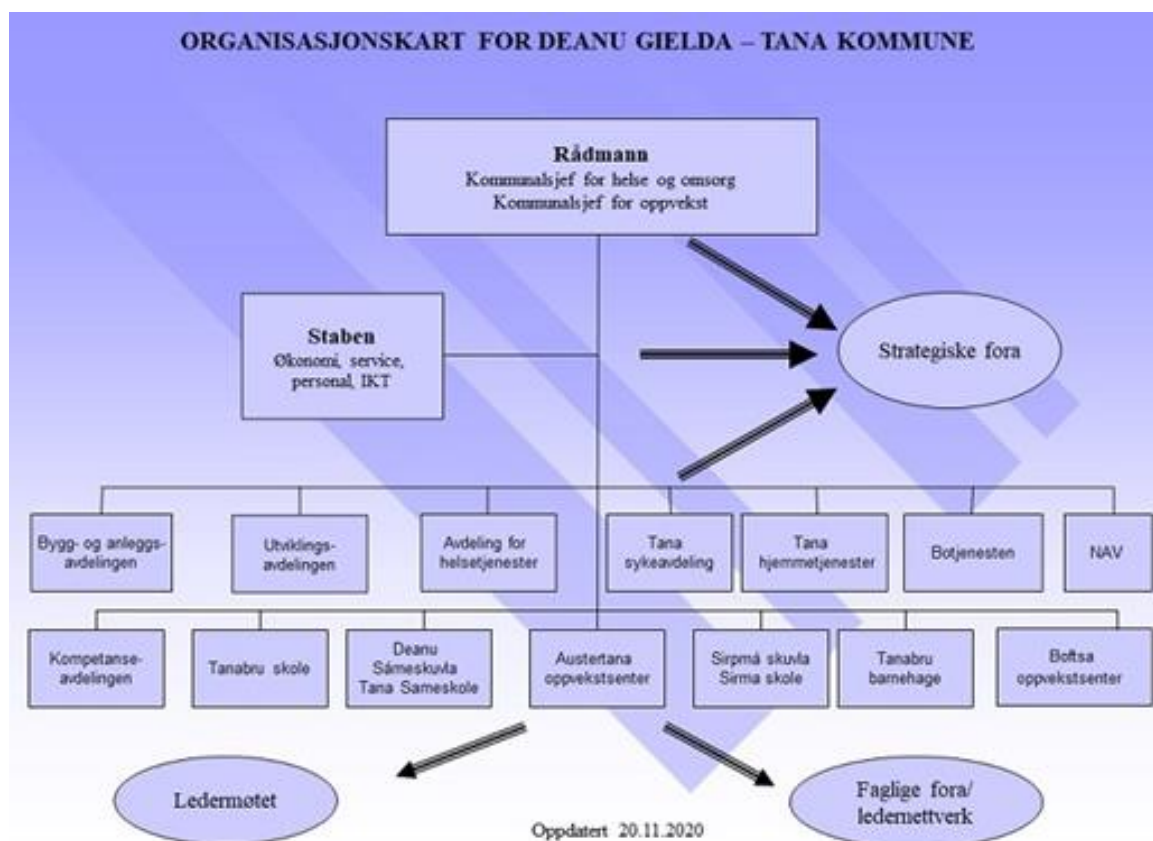 ORGANISASJONSKART FOR DEANU GIELDA – TANA KOMMUNE
Rådmann
Kommunalsjef for helse og omsorg
Kommunalsjef for oppvekst
Staben
Økonomi, service,
personal, IKT
Strategiske fora
Bygg- og anleggs-
avdelingen
Utviklings-
avdelingen
Avdeling for
helsetjenester
Tana
sykeavdeling
Tana
hjemmetjenester
Botjenesten
NAV
Kompetanse-
avdelingen
Tanabru skole
Deanu
Sámeskuvla
Tana Sameskole
Austertana
oppvekstsenter
Sirpmá skuvla
Sirma skole
Tanabru
barnehage
Boftsa
oppvekstsenter
Ledermøtet
Faglige fora/
ledernettverk
Oppdatert 20.11.2020